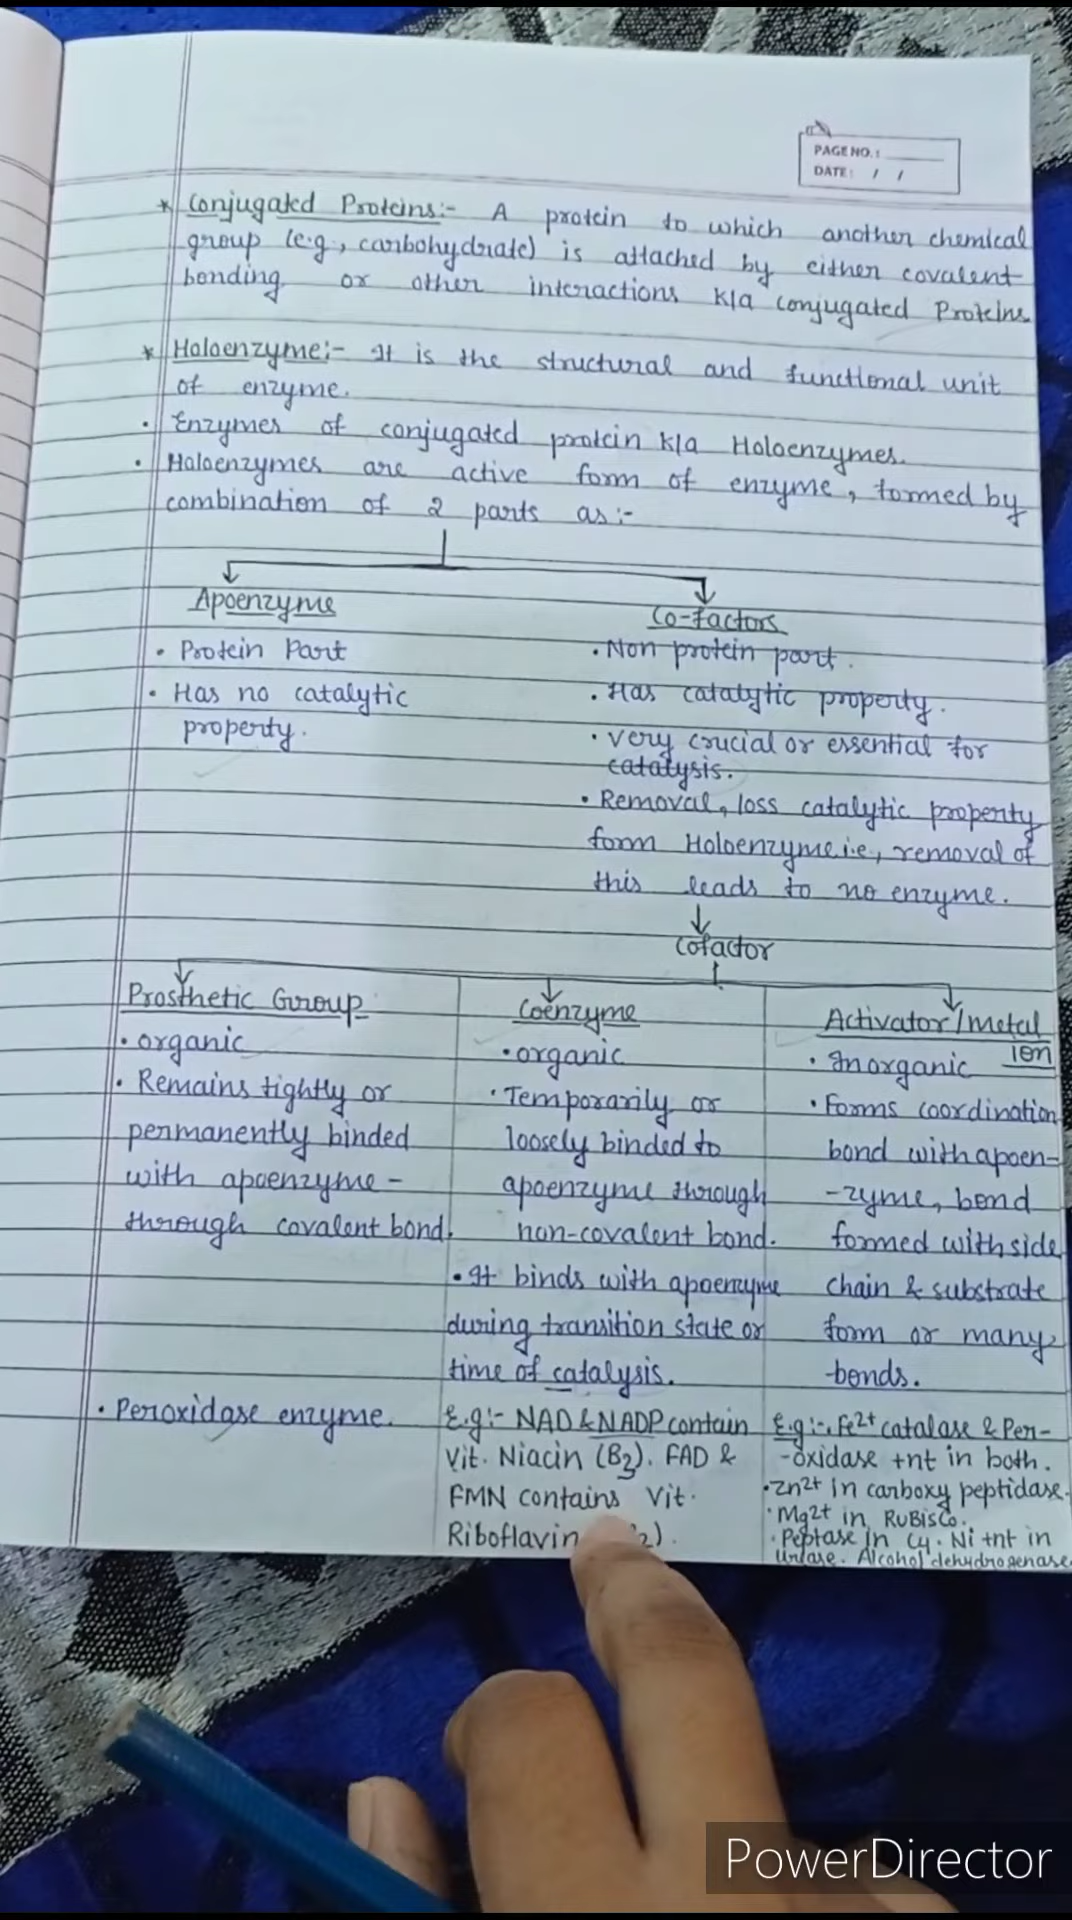 PAGE NO.:
DATE: / /
* Conjugated Proteins:- A protein to which another chemical
group (e.g., carbohydrate) is attached by either covalent
bonding or other interactions k/a conjugated Proteins
* Holoenzyme:- It is the structural and functional unit
of enzyme.
• Enzymes of conjugated protein k/a Holoenzymes.
• Holoenzymes are active form of enzyme, formed by
combination of 2 parts as:-
Apoenzyme
• Protein Part
• Has no catalytic
property.
Co-factors
• Non protein part.
• Has catalytic property.
• very crucial or essential for
catalysis.
• Removal, loss catalytic property
form Holoenzyme i.e., removal of
this leads to no enzyme.
Cofactor
Prosthetic Group
• organic
• Remains tightly or
permanently binded
with apoenzyme -
through covalent bond.
• Peroxidase enzyme.
Coenzyme
• organic
• Temporarily or
loosely binded to
apoenzyme through
non-covalent bond.
• It binds with apoenzyme
during transition state or
time of catalysis.
E.g:- NAD & NADP contain
Vit. Niacin (B3). FAD &
FMN contains Vit.
Riboflavin 2).
Activator/Metal
Ion
• Inorganic
• Forms coordination
bond with apoen-
-zyme, bond
formed with side
chain & substrate
form or many
bonds.
E.g:-. Fe2+ catalase & Per-
-oxidase +nt in both.
• Zn2+ in carboxy peptidase.
• Mg2+ in RuBisCo.
• Peptase in C4. Ni +nt in
Urease. Alcohol dehydrogenase
PowerDirector